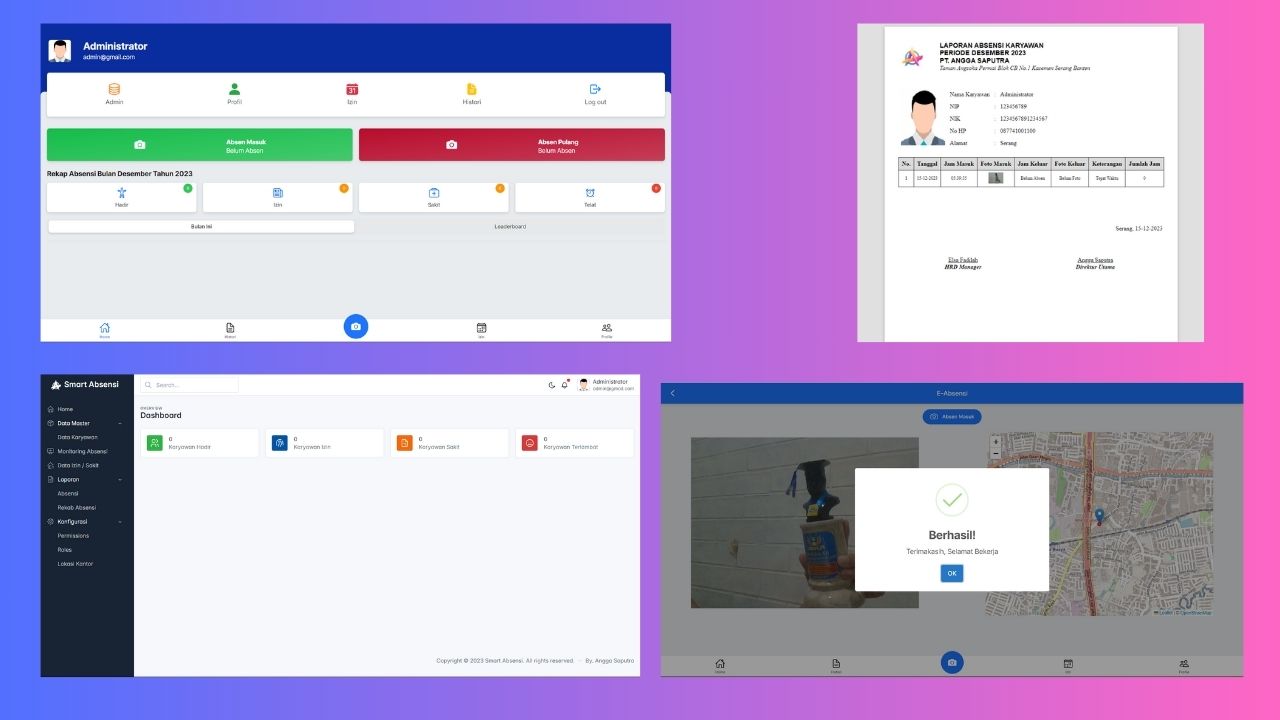 Administrator
admin@gmail.com
Admin
Profil
31
Izin
Histori
Log out
Absen Masuk
Belum Absen
Absen Pulang
Belum Absen
Rekap Absensi Bulan Desember Tahun 2023
Hadir
Izin
Sakit
Telat
Bulan Ini
Leaderboard
Home
Histori
Izin
Profile
LAPORAN ABSENSI KARYAWAN
PERIODE DESEMBER 2023
PT. ANGGA SAPUTRA
Taman Angsoka Permai Blok CB No.1 Kasemen Serang Banten
Nama Karyawan : Administrator
NIP : 123456789
NIK : 1234567891234567
No HP : 087741001100
Alamat : Serang
No. Tanggal Jam Masuk Foto Masuk Jam Keluar Foto Keluar Keterangan Jumlah Jam
1 15-12-2023 Belum Absen Belum Foto Tepat Waktu 0
Serang, 15-12-2023
Elsa Fadilah
HRD Manager
Angga Saputra
Direktur Utama
Smart Absensi
Search...
Administrator
admin@gmail.com
Home
Data Master
Data Karyawan
Monitoring Absensi
Data Izin / Sakit
Laporan
Absensi
Rekab Absensi
Konfigurasi
Permissions
Roles
Lokasi Kantor
OVERVIEW
Dashboard
0
Karyawan Hadir
0
Karyawan Izin
0
Karyawan Sakit
0
Karyawan Terlambat
Copyright © 2023 Smart Absensi. All rights reserved. - By. Angga Saputra
E-Absensi
Absen Masuk
+
−
Berhasil!
Terimakasih, Selamat Bekerja
OK
Leaflet | © OpenStreetMap
Home
Histori
Izin
Profile